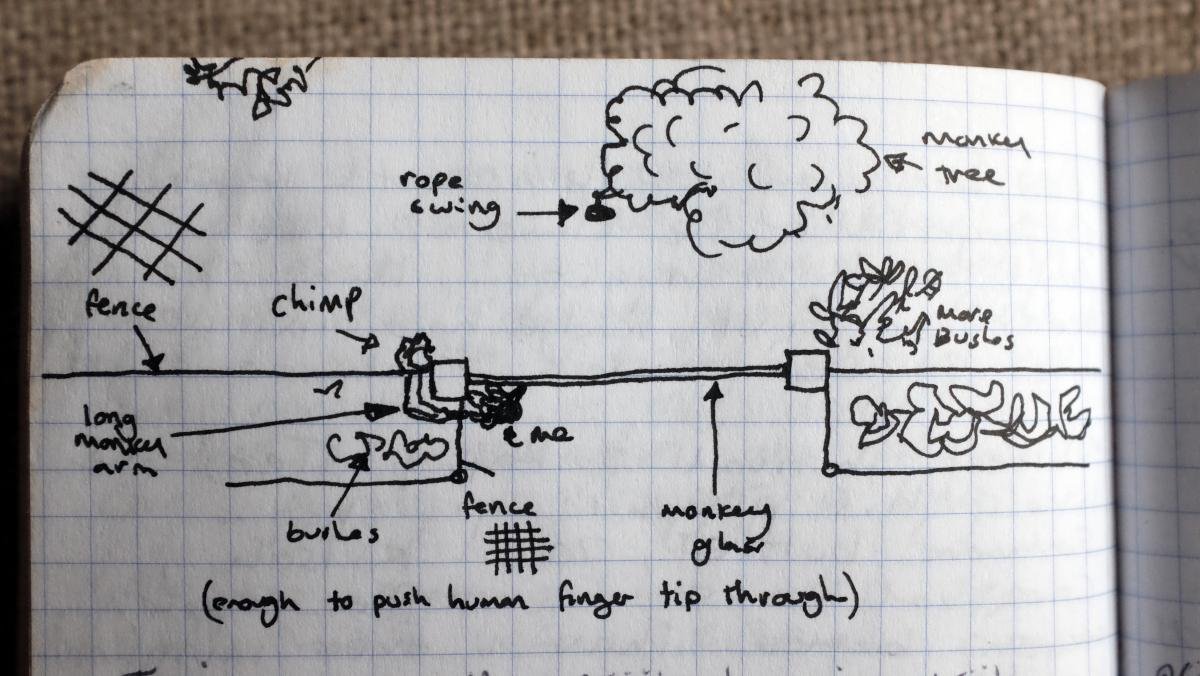 monkey
tree
rope
swing
chimp
fence
more
bushes
long
monkey
arm
me
bushes
fence
monkey
glass
(enough to push human finger tip through)